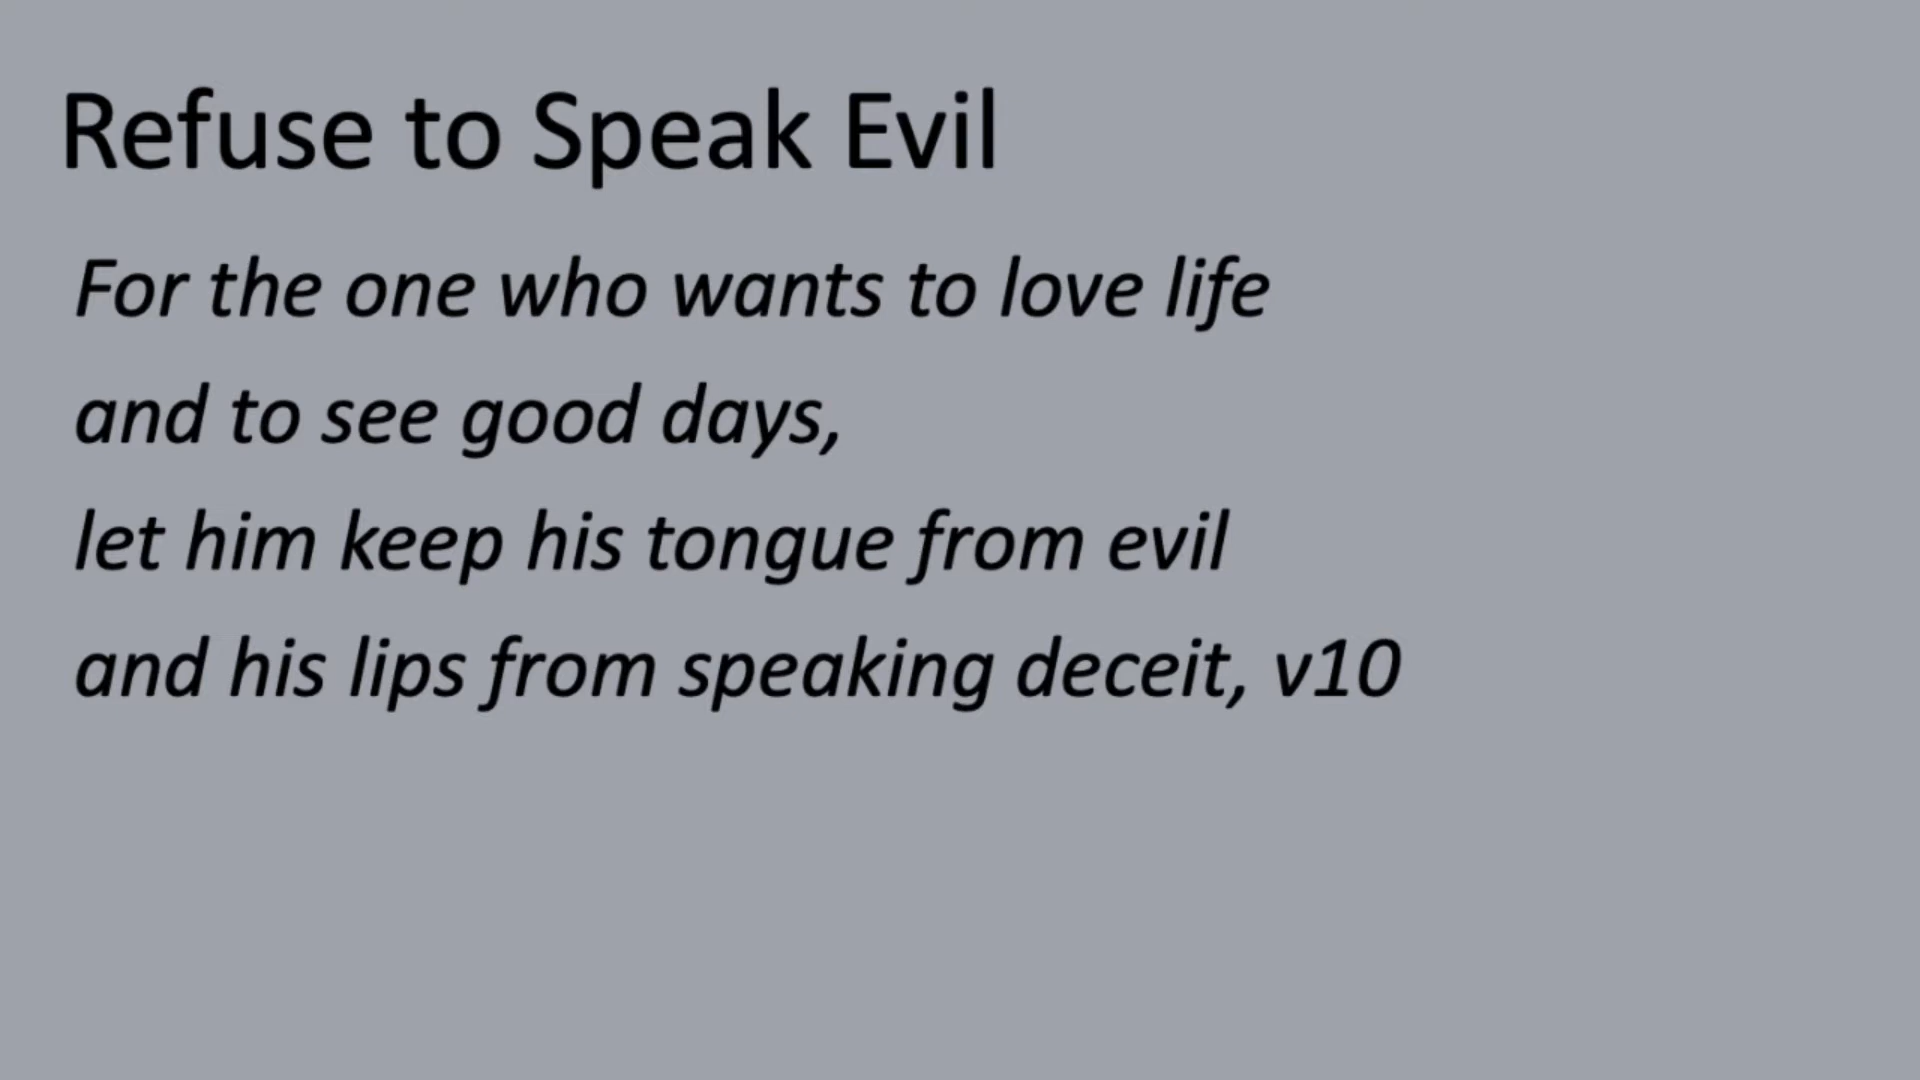 Refuse to Speak Evil
For the one who wants to love life
and to see good days,
let him keep his tongue from evil
and his lips from speaking deceit, v10